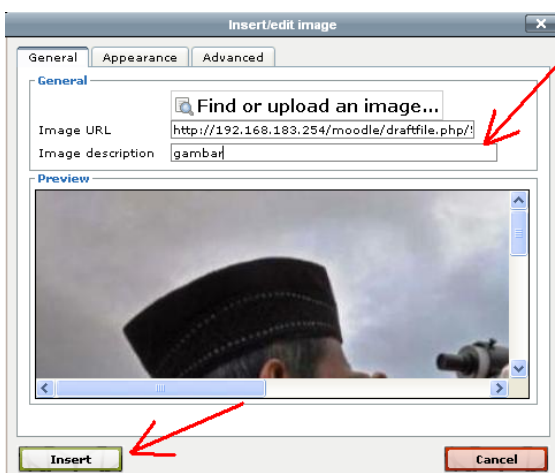 Insert/edit image
General Appearance Advanced
General
Find or upload an image...
Image URL http://192.168.183.254/moodle/draftfile.php/
Image description gambar
Preview
Insert Cancel